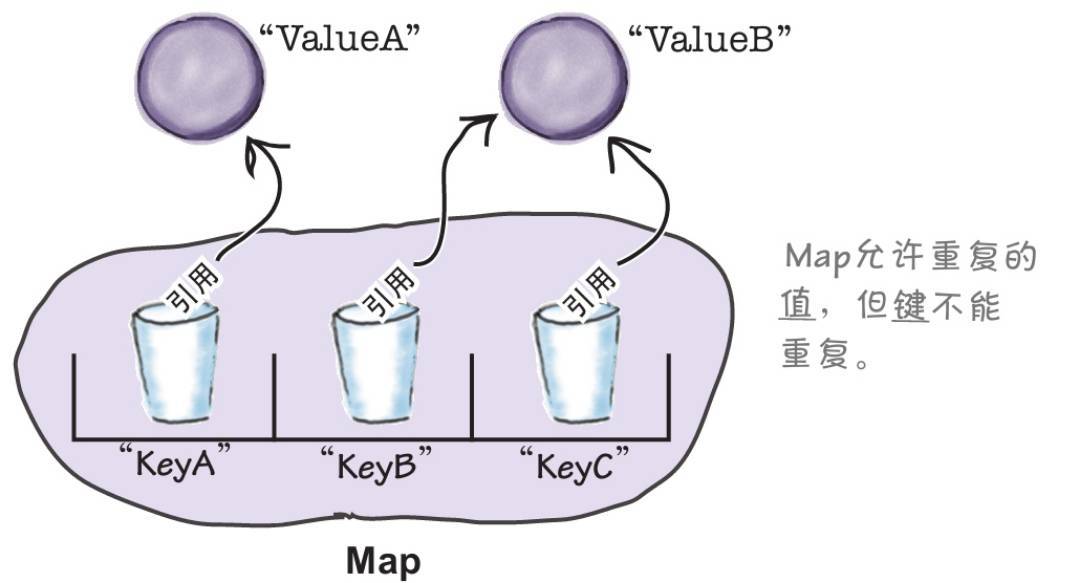 “ValueA”
“ValueB”
引用
引用
引用
“KeyA”
“KeyB”
“KeyC”
Map
Map允许重复的
值，但键不能
重复。